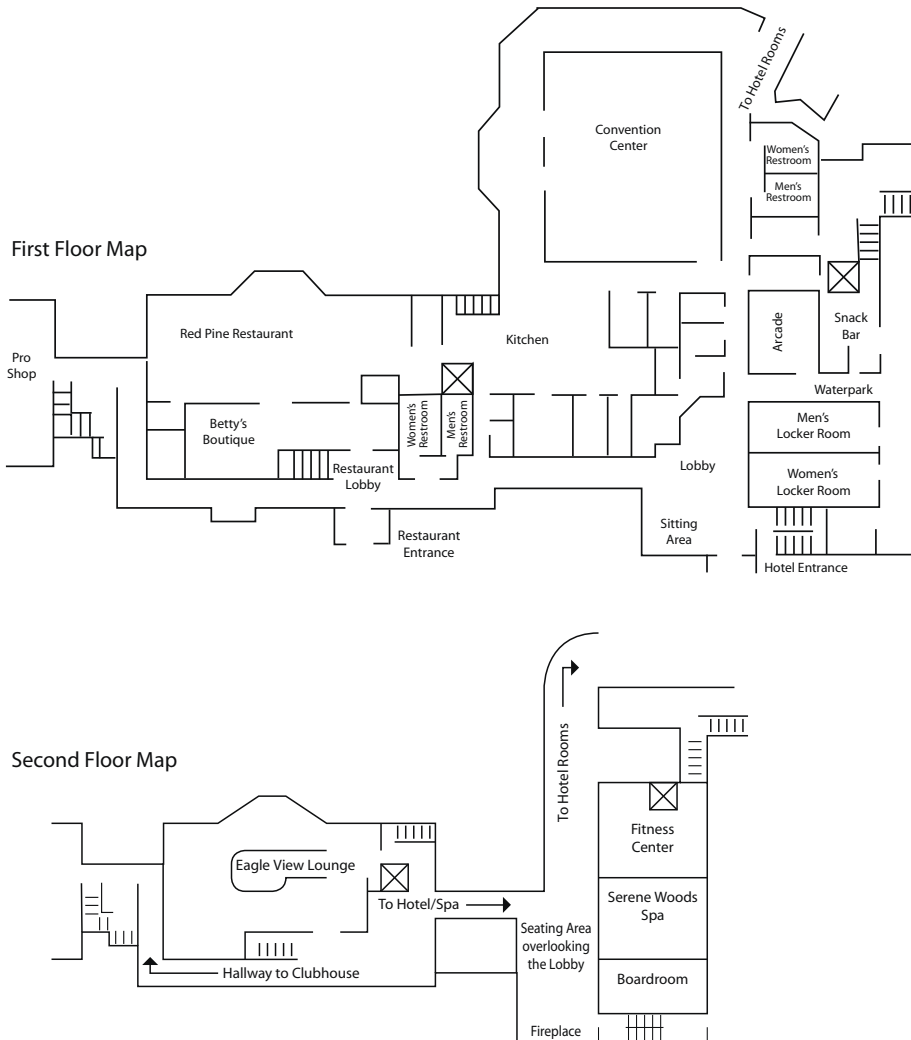 To Hotel Rooms
Convention
Center
Women's
Restroom
Men's
Restroom
First Floor Map
Red Pine Restaurant
Kitchen
Arcade
Snack
Bar
Pro
Shop
Waterpark
Betty's
Boutique
Women's
Restroom
Men's
Restroom
Men's
Locker Room
Restaurant
Lobby
Lobby
Women's
Locker Room
Sitting
Area
Restaurant
Entrance
Hotel Entrance
Second Floor Map
To Hotel Rooms
Fitness
Center
Eagle View Lounge
To Hotel/Spa
Serene Woods
Spa
Seating Area
overlooking
the Lobby
Hallway to Clubhouse
Boardroom
Fireplace